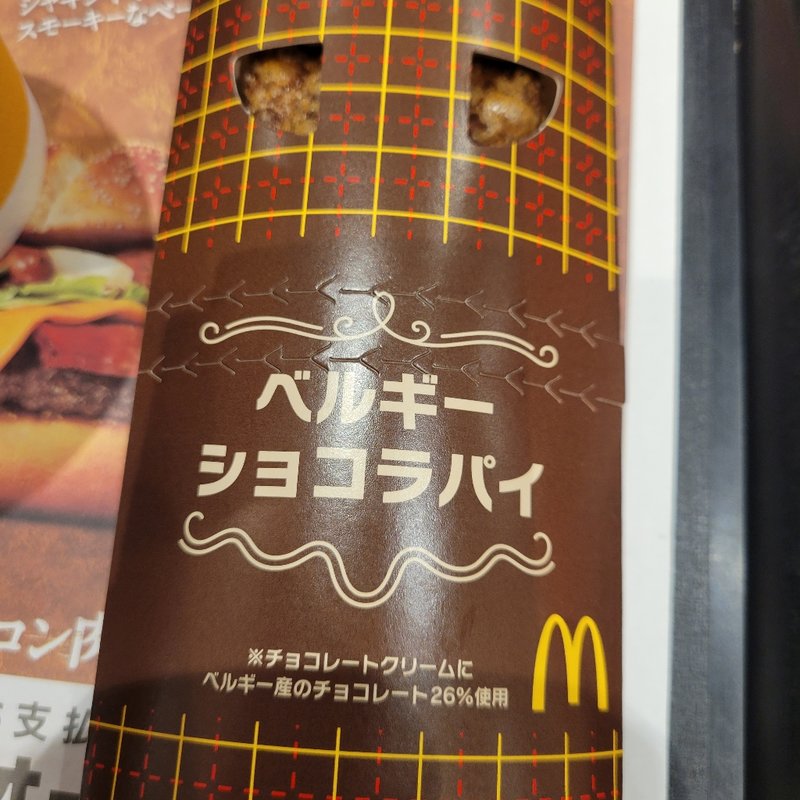 スモーキーなベー
ベルギー
ショコラパイ
※チョコレートクリームに
ベルギー産のチョコレート26%使用
コン肉
支払